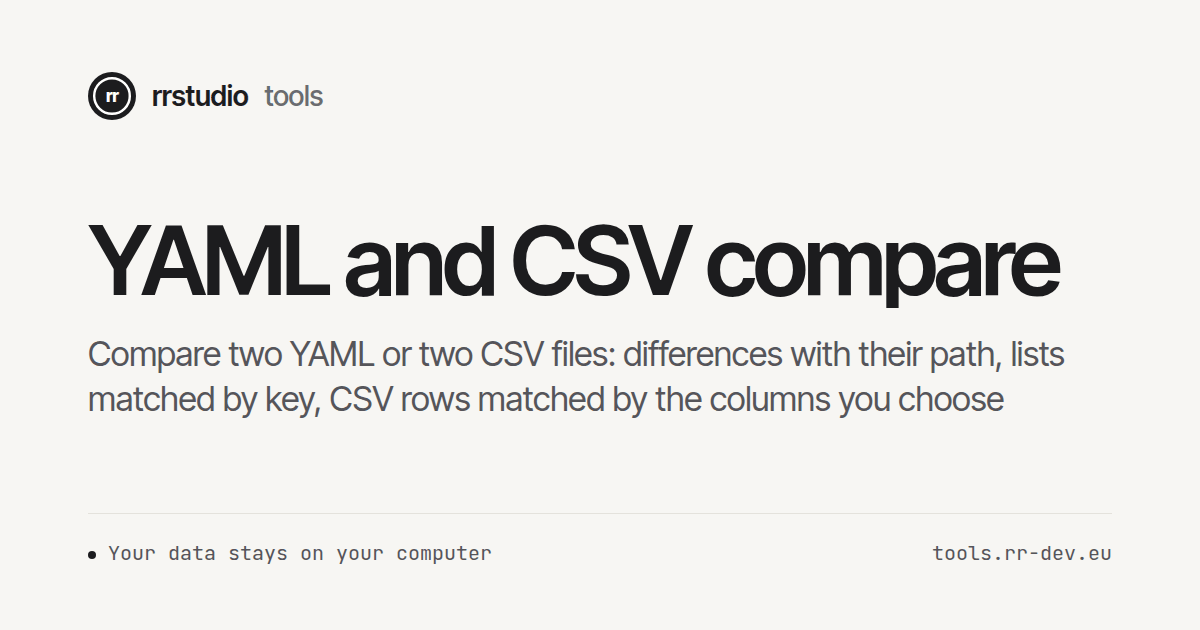 rr rrstudio tools
YAML and CSV compare
Compare two YAML or two CSV files: differences with their path, lists
matched by key, CSV rows matched by the columns you choose
Your data stays on your computer
tools.rr-dev.eu